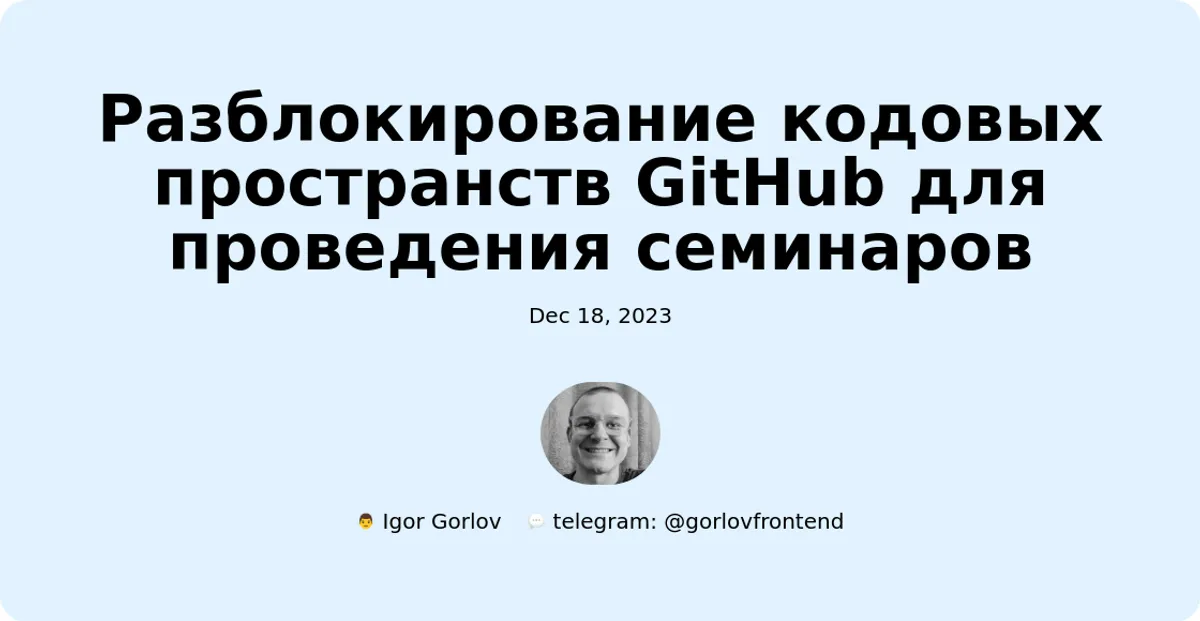 Разблокирование кодовых
пространств GitHub для
проведения семинаров
Dec 18, 2023
👨 Igor Gorlov 💬 telegram: @gorlovfrontend